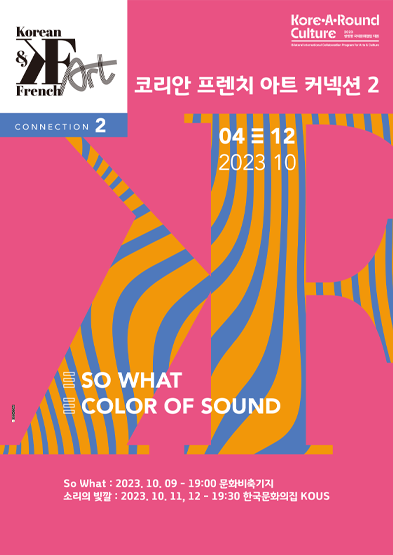 Korean
&
French
KF
Art
Kore•A•Round
Culture
코리안 프렌치 아트 커넥션 2
CONNECTION 2
04 12
2023 10
SO WHAT
COLOR OF SOUND
So What : 2023. 10. 09 - 19:00 문화비축기지
소리의 빛깔 : 2023. 10. 11, 12 - 19:30 한국문화의집 KOUS